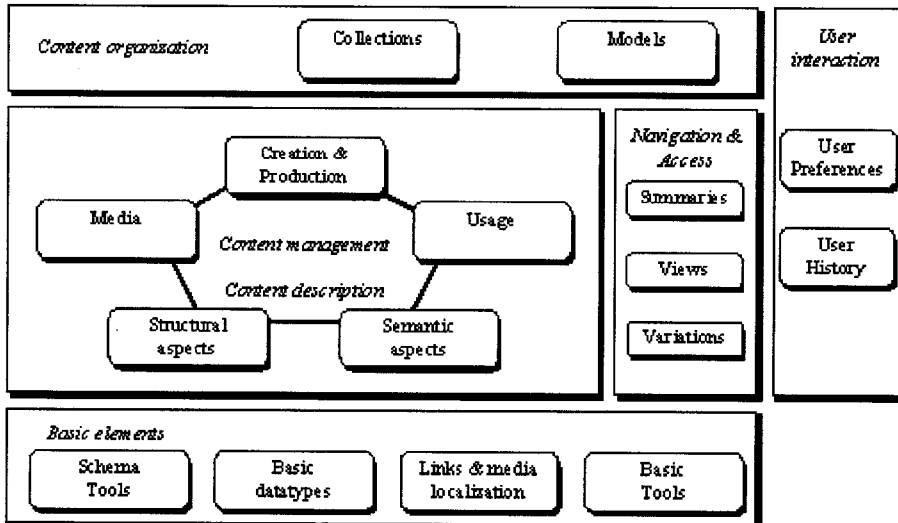 Content organization
Collections
Models
User
interaction
User
Preferences
User
History
Creation &
Production
Media
Usage
Content management
Content description
Structural
aspects
Semantic
aspects
Navigation &
Access
Summaries
Views
Variations
Basic elements
Schema
Tools
Basic
datatypes
Links & media
localization
Basic
Tools